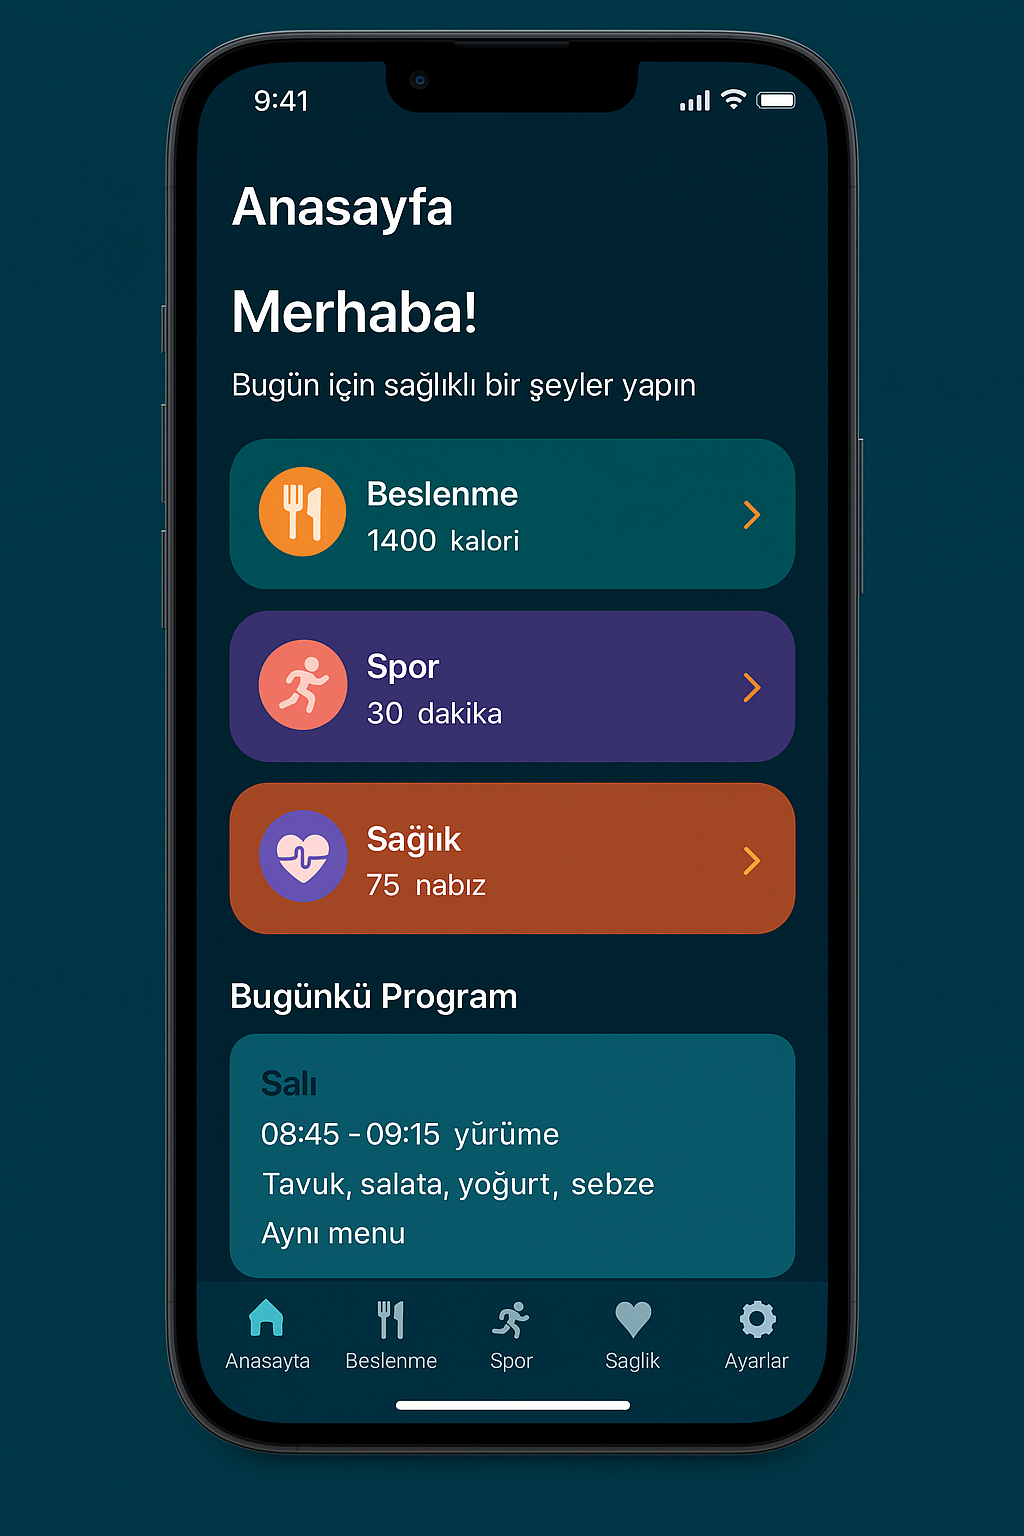 9:41
Anasayfa
Merhaba!
Bugün için sağlıklı bir şeyler yapın
Beslenme
1400 kalori
Spor
30 dakika
Sağìık
75 nabız
Bugünkü Program
Salı
08:45 - 09:15 yürüme
Tavuk, salata, yoğurt, sebze
Aynı menu
Anasayta
Beslenme
Spor
Saglik
Ayarlar